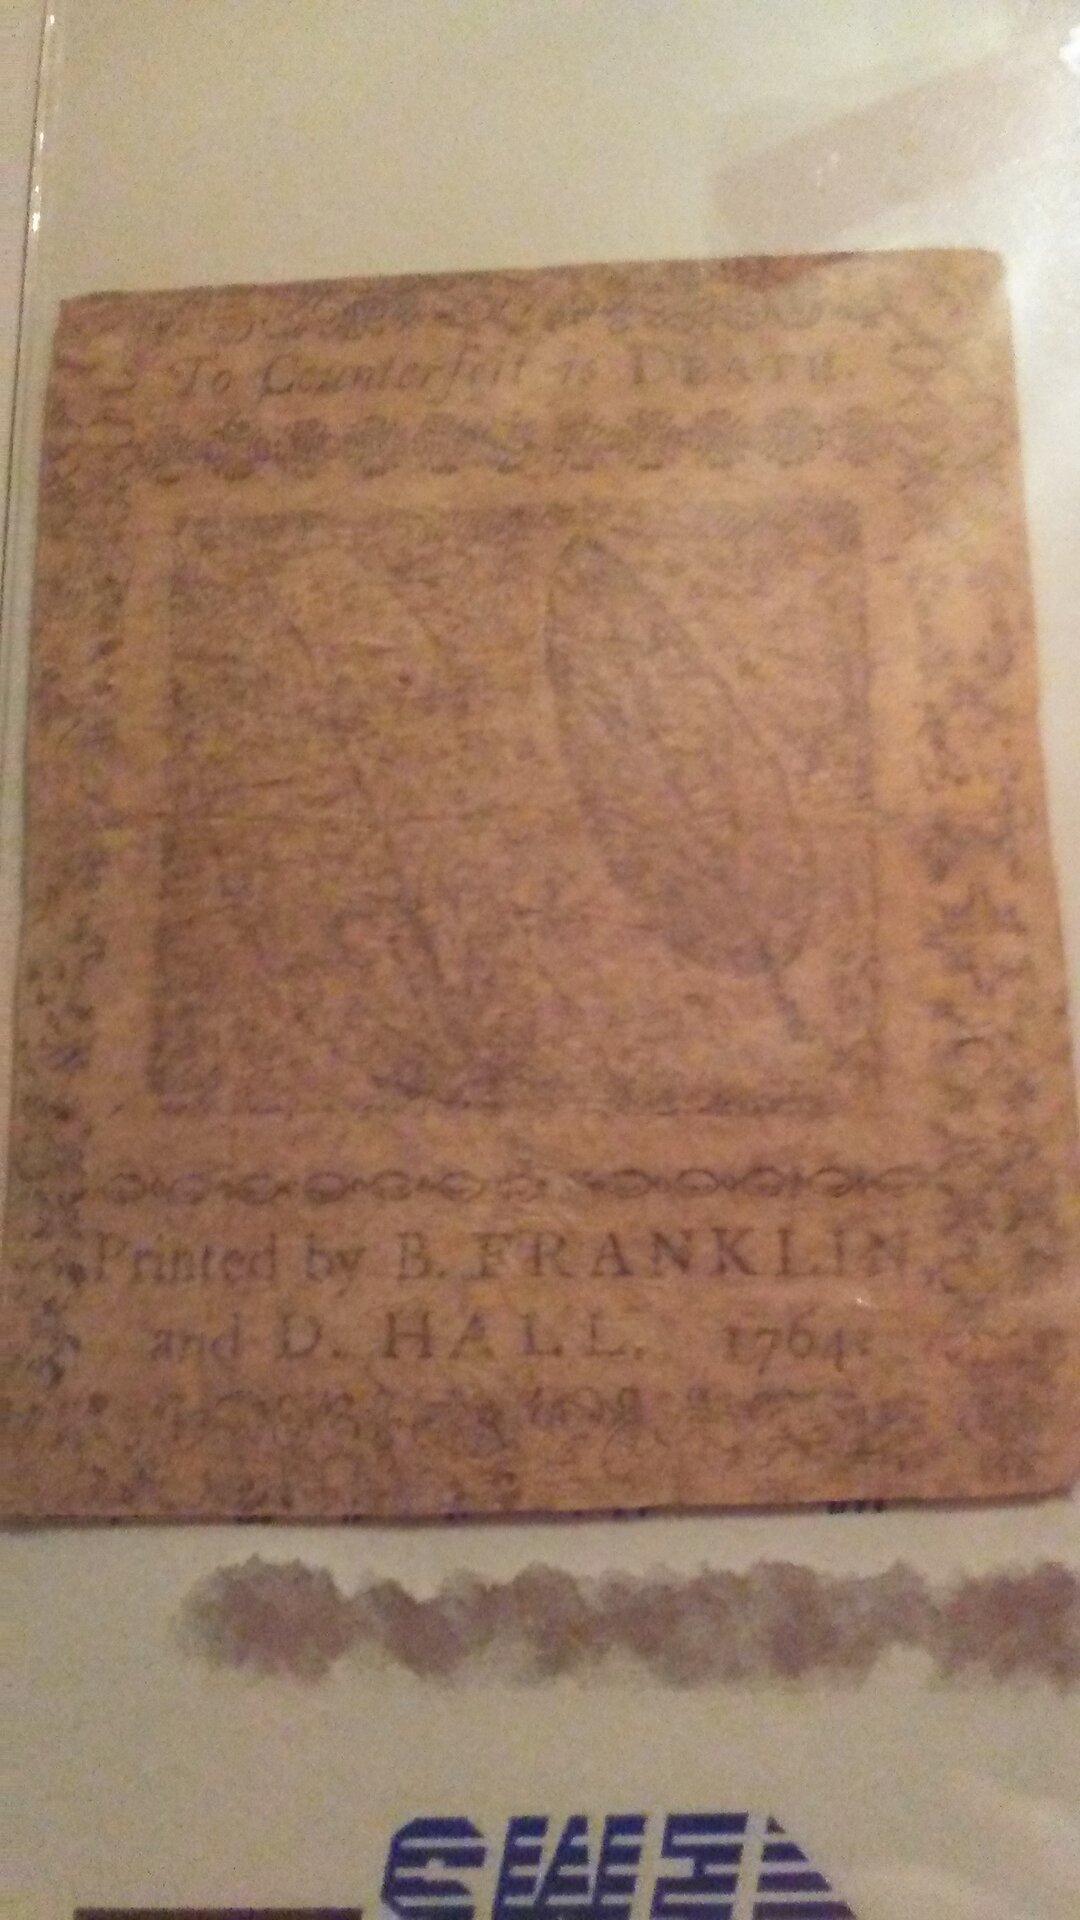 To Counterfeit is DEATH.
Printed by B. FRANKLIN,
and D. HALL. 1764.